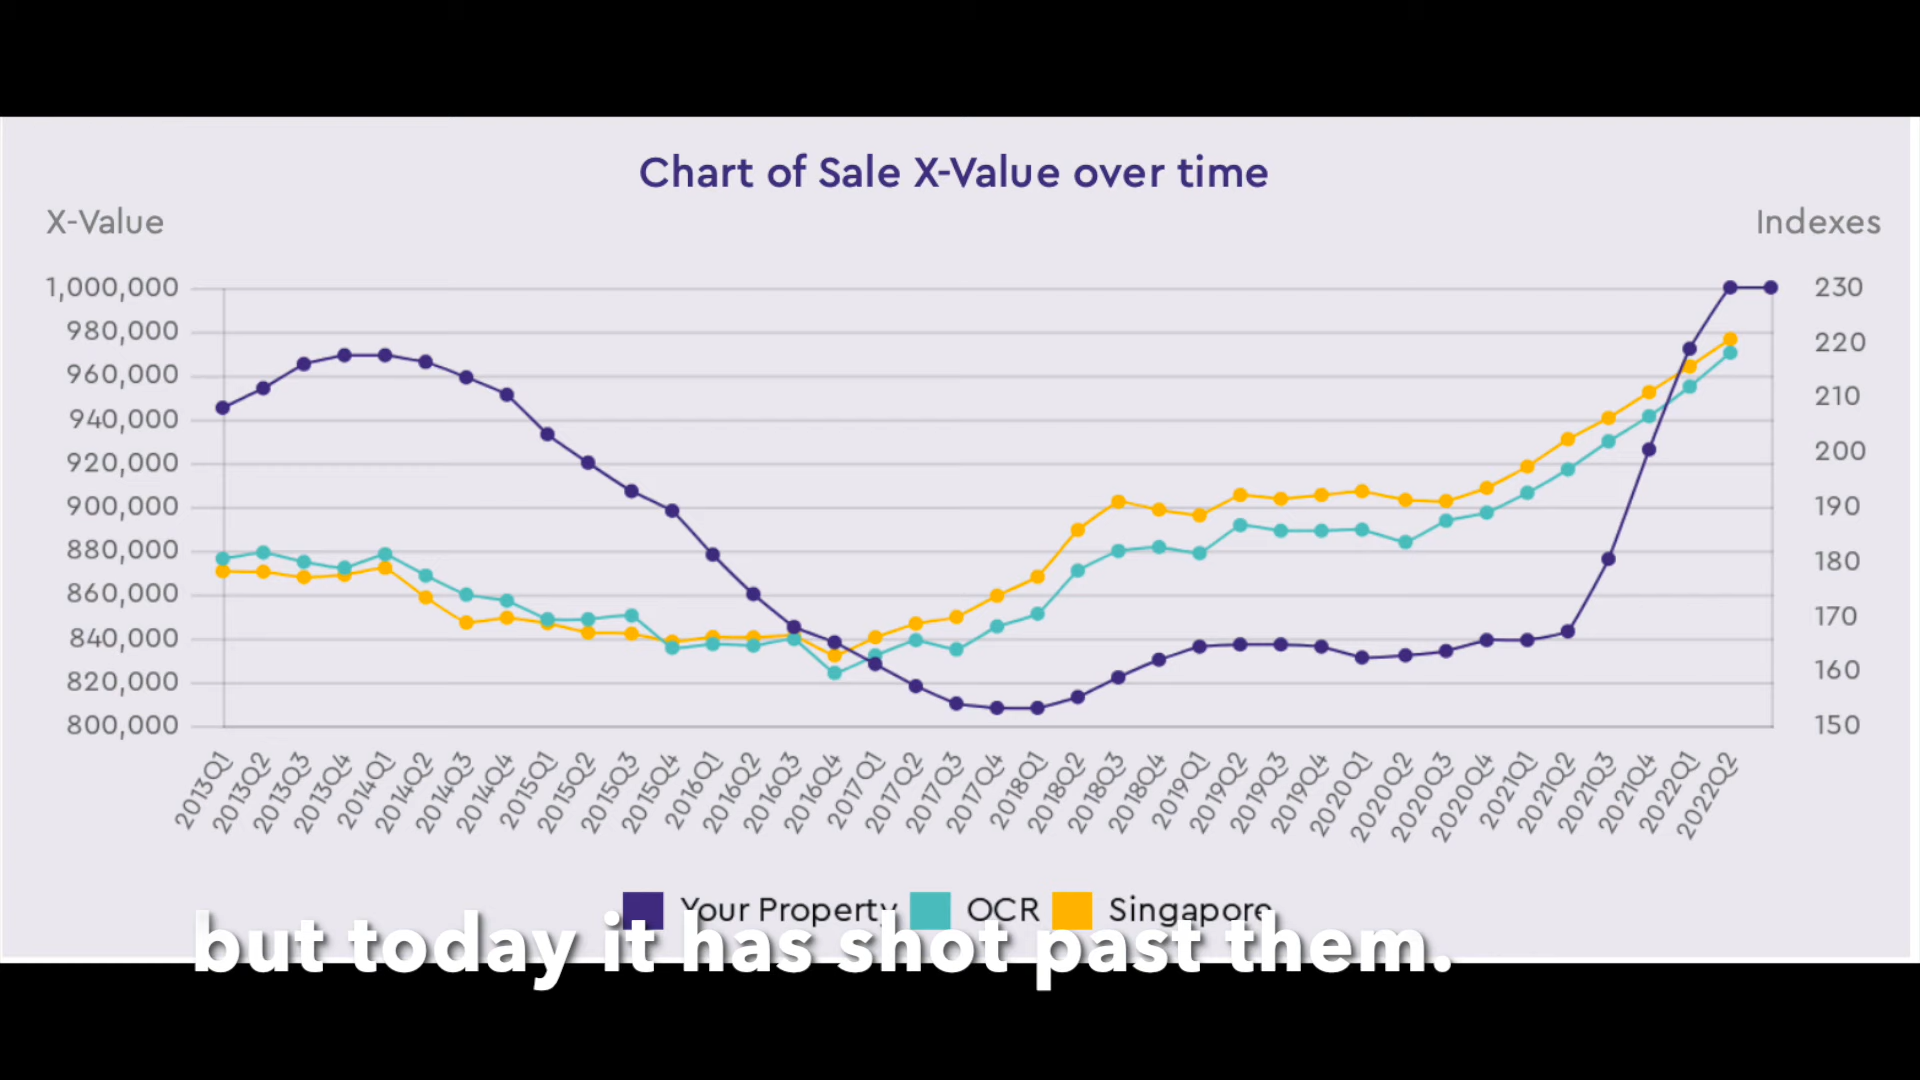 Chart of Sale X-Value over time
X-Value
Indexes
1,000,000
980,000
960,000
940,000
920,000
900,000
880,000
860,000
840,000
820,000
800,000
230
220
210
200
190
180
170
160
150
2013Q1
2013Q2
2013Q3
2013Q4
2014Q1
2014Q2
2014Q3
2014Q4
2015Q1
2015Q2
2015Q3
2015Q4
2016Q1
2016Q2
2016Q3
2016Q4
2017Q1
2017Q2
2017Q3
2017Q4
2018Q1
2018Q2
2018Q3
2018Q4
2019Q1
2019Q2
2019Q3
2019Q4
2020Q1
2020Q2
2020Q3
2020Q4
2021Q1
2021Q2
2021Q3
2021Q4
2022Q1
2022Q2
Your Property OCR Singapore
but today it has shot past them.